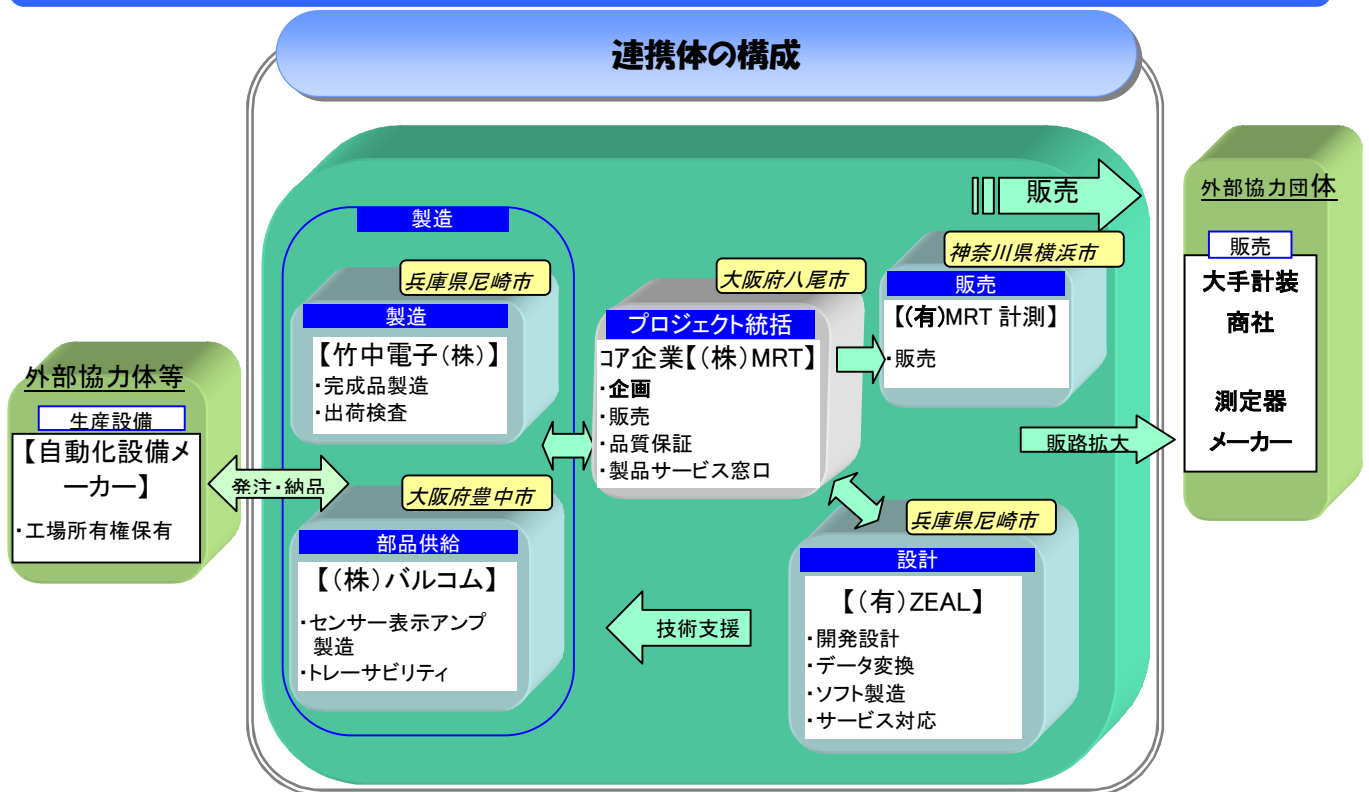 連携体の構成
外部協力体等
生産設備
【自動化設備メ
ーカー】
・工場所有権保有
発注・納品
製造
兵庫県尼崎市
製造
【竹中電子(株)】
・完成品製造
・出荷検査
大阪府豊中市
部品供給
【(株)バルコム】
・センサー表示アンプ
製造
・トレーサビリティ
大阪府八尾市
プロジェクト統括
コア企業【(株)MRT】
・企画
・販売
・品質保証
・製品サービス窓口
技術支援
販売
神奈川県横浜市
販売
【(有)MRT 計測】
・販売
販路拡大
兵庫県尼崎市
設計
【(有)ZEAL】
・開発設計
・データ変換
・ソフト製造
・サービス対応
外部協力団体
販売
大手計装
商社
測定器
メーカー